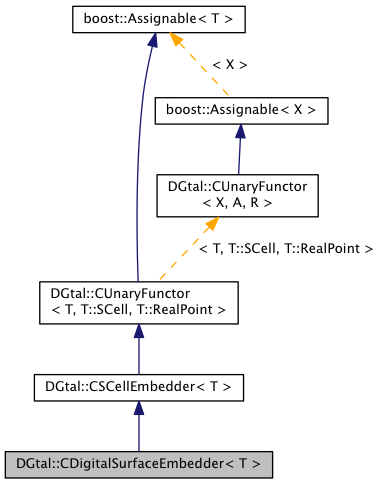 boost::Assignable< T >
< X >
boost::Assignable< X >
DGtal::CUnaryFunctor
< X, A, R >
< T, T::SCell, T::RealPoint >
DGtal::CUnaryFunctor
< T, T::SCell, T::RealPoint >
DGtal::CSCellEmbedder< T >
DGtal::CDigitalSurfaceEmbedder< T >